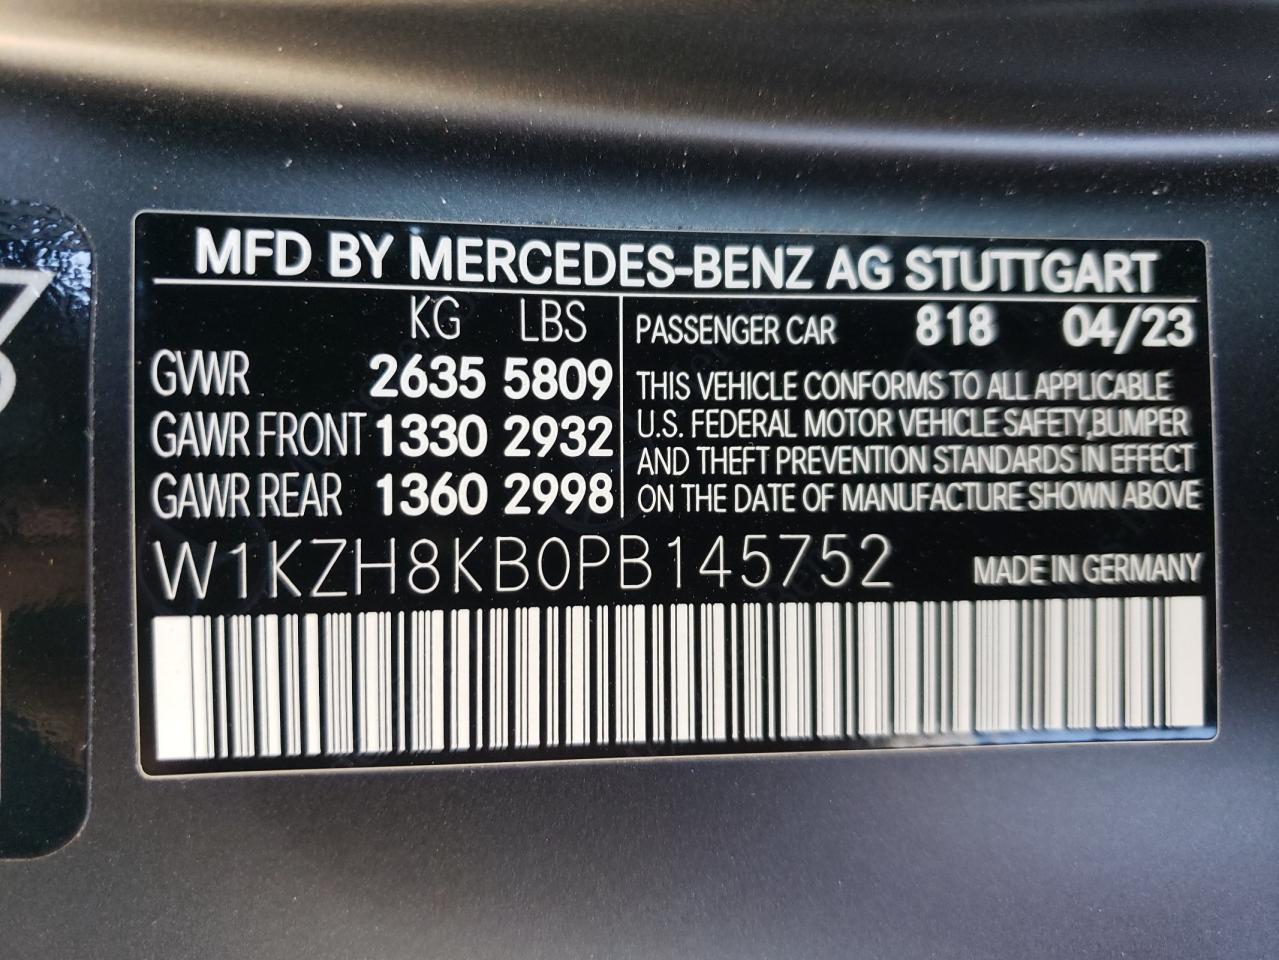 MFD BY MERCEDES-BENZ AG STUTTGART
KG LBS
GVWR 2635 5809
GAWR FRONT 1330 2932
GAWR REAR 1360 2998
PASSENGER CAR 818 04/23
THIS VEHICLE CONFORMS TO ALL APPLICABLE
U.S. FEDERAL MOTOR VEHICLE SAFETY,BUMPER
AND THEFT PREVENTION STANDARDS IN EFFECT
ON THE DATE OF MANUFACTURE SHOWN ABOVE
W1KZH8KB0PB145752
MADE IN GERMANY